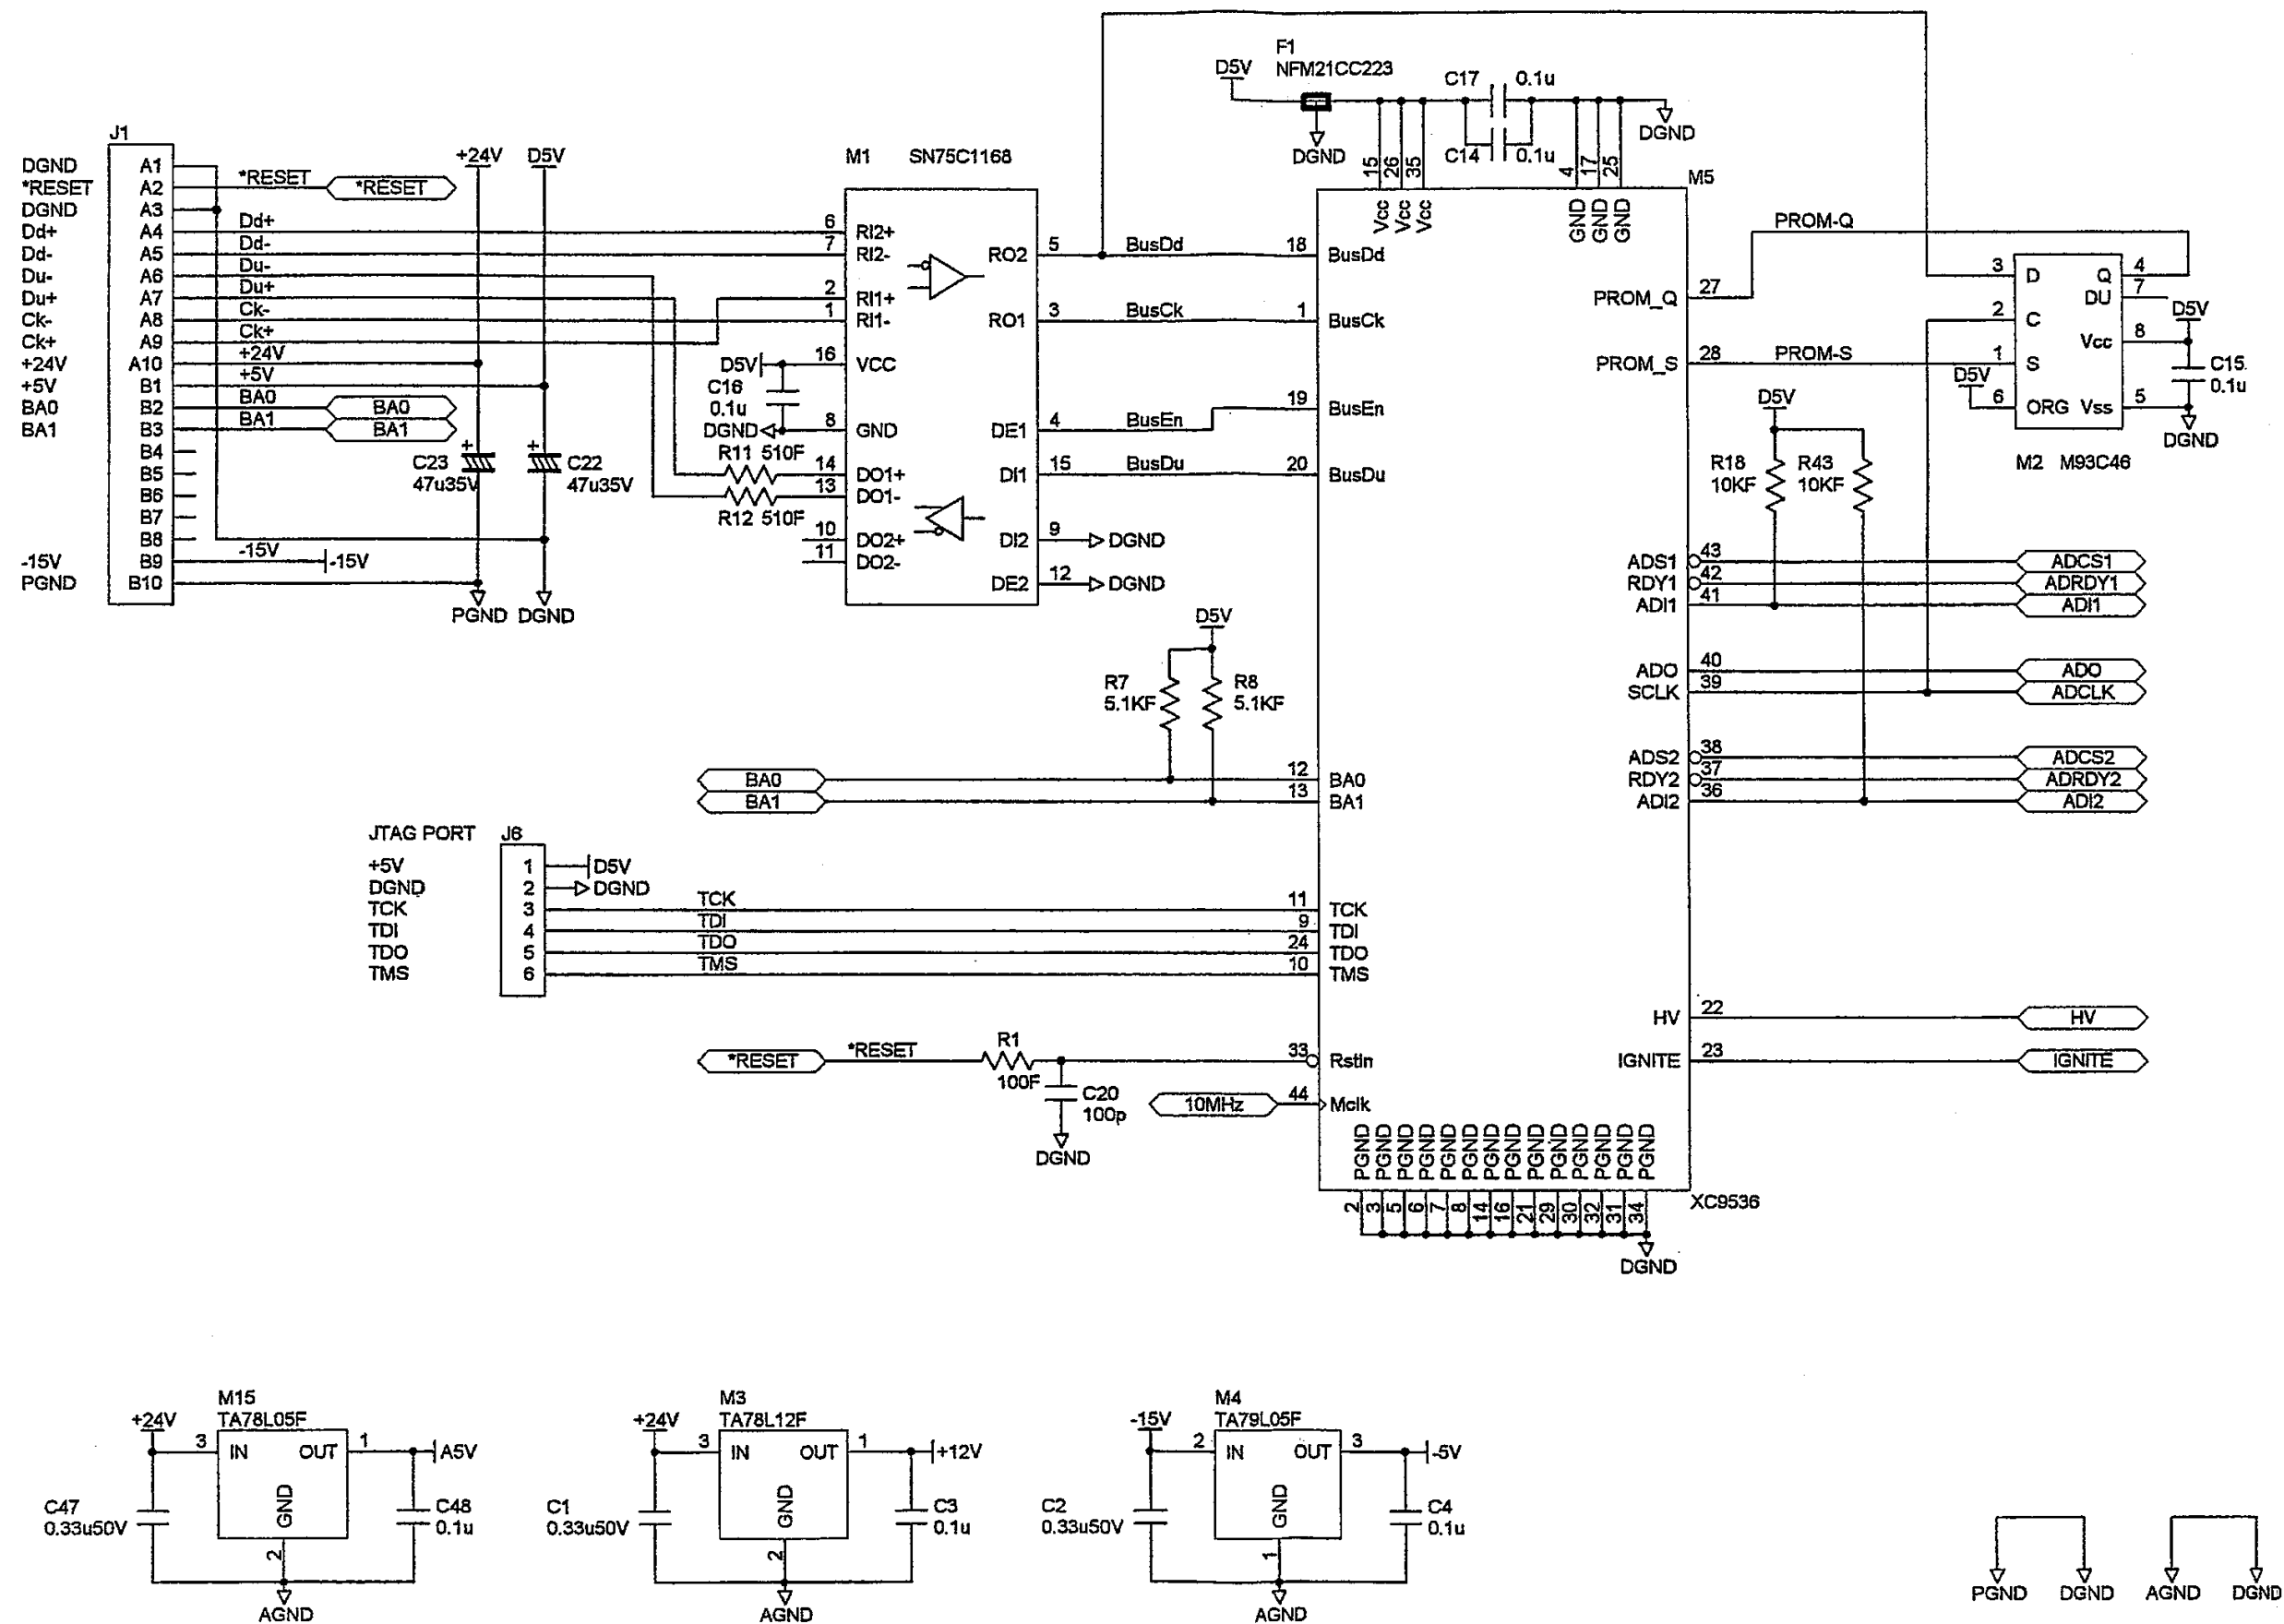 F1
NFM21CC223
D5V
C17 0.1u
DGND
C14 0.1u
DGND
15 26 35
4 17 25
J1
DGND A1
*RESET A2 *RESET *RESET
DGND A3
Dd+ A4 Dd+
Dd- A5 Dd-
Du- A6 Du-
Du+ A7 Du+
Ck- A8 Ck-
Ck+ A9 Ck+
+24V A10 +24V
+5V B1 +5V
BA0 B2 BA0 BA0
BA1 B3 BA1 BA1
B4
B5
B6
B7
B8
-15V B9 -15V -15V
PGND B10
+24V D5V
+ C23 47u35V
+ C22 47u35V
PGND DGND
M1 SN75C1168
6 RI2+
7 RI2-
2 RI1+
1 RI1-
D5V 16 VCC
C16
0.1u
DGND 8 GND
R11 510F
14 DO1+
13 DO1-
R12 510F
10 DO2+
11 DO2-
RO2 5 BusDd 18 BusDd
RO1 3 BusCk 1 BusCk
DE1 4 BusEn 19 BusEn
DI1 15 BusDu 20 BusDu
DI2 9 DGND
DE2 12 DGND
M5
Vcc Vcc Vcc
GND GND GND
PROM-Q
PROM_Q 27
PROM_S 28 PROM-S
3 D Q 4
DU 7
2 C
D5V
Vcc 8
1 S
C15
0.1u
D5V
6 ORG Vss 5
DGND
M2 M93C46
D5V
R18
10KF
R43
10KF
ADS1 43 ADCS1
RDY1 42 ADRDY1
ADI1 41 ADI1
ADO 40 ADO
SCLK 39 ADCLK
ADS2 38 ADCS2
RDY2 37 ADRDY2
ADI2 36 ADI2
D5V
R7
5.1KF
R8
5.1KF
BA0 12 BA0
BA1 13 BA1
JTAG PORT J6
+5V 1 D5V
DGND 2 DGND
TCK 3 TCK 11 TCK
TDI 4 TDI 9 TDI
TDO 5 TDO 24 TDO
TMS 6 TMS 10 TMS
HV 22 HV
IGNITE 23 IGNITE
*RESET *RESET R1 33 RstIn
100F
C20
100p
DGND
10MHz 44 Mclk
PGND PGND PGND PGND PGND PGND PGND PGND PGND PGND PGND PGND PGND PGND
2 3 5 6 7 8 14 16 21 29 30 32 31 34
XC9536
DGND
M15
TA78L05F
+24V
3 IN OUT 1 A5V
GND
C47
0.33u50V
C48
0.1u
2
AGND
M3
TA78L12F
+24V
3 IN OUT 1 +12V
GND
C1
0.33u50V
C3
0.1u
2
AGND
M4
TA79L05F
-15V
2 IN OUT 3 -5V
GND
C2
0.33u50V
C4
0.1u
1
AGND
PGND DGND AGND DGND